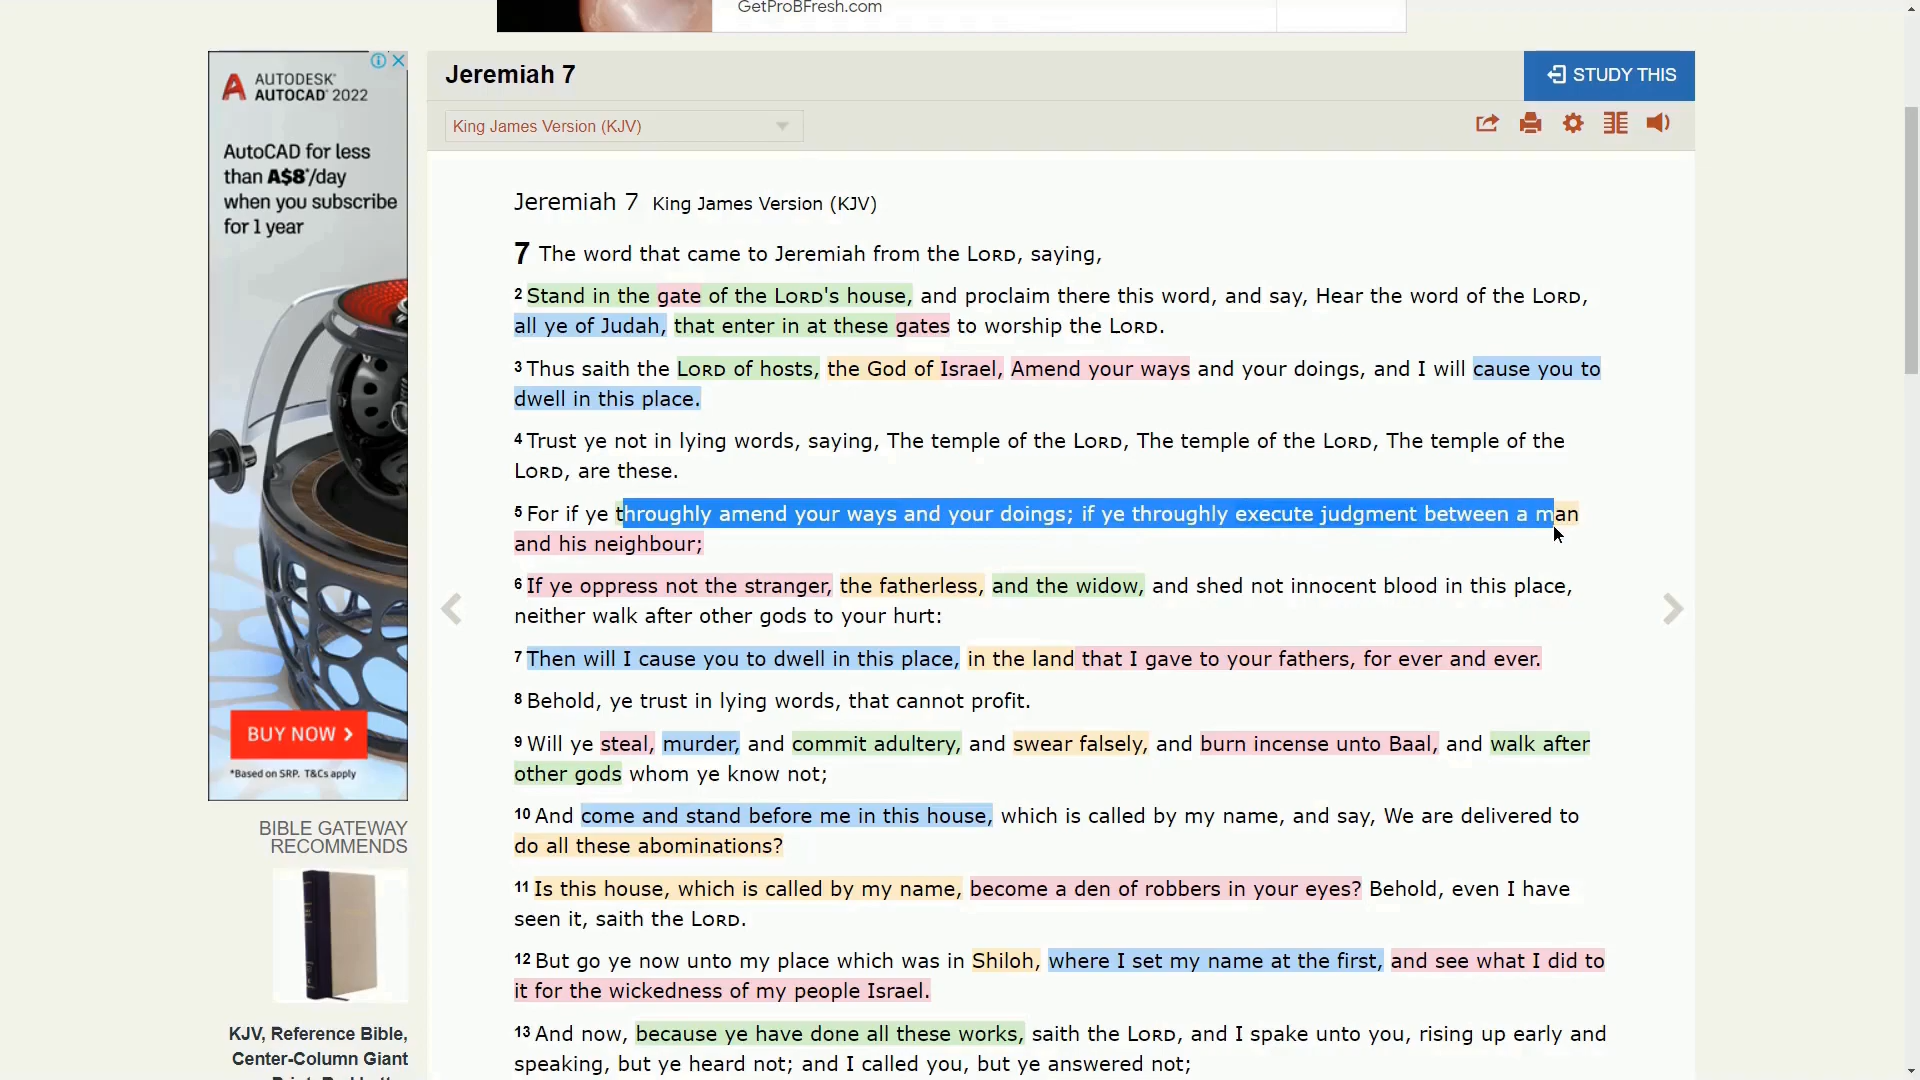 GetProBFresh.com
AUTODESK®
AUTOCAD® 2022
AutoCAD for less
than A$8*/day
when you subscribe
for 1 year
BUY NOW
*Based on SRP. T&Cs apply
BIBLE GATEWAY
RECOMMENDS
KJV, Reference Bible,
Center-Column Giant
Jeremiah 7
STUDY THIS
King James Version (KJV)
Jeremiah 7 King James Version (KJV)
7 The word that came to Jeremiah from the LORD, saying,
2 Stand in the gate of the LORD's house, and proclaim there this word, and say, Hear the word of the LORD,
all ye of Judah, that enter in at these gates to worship the LORD.
3 Thus saith the LORD of hosts, the God of Israel, Amend your ways and your doings, and I will cause you to
dwell in this place.
4 Trust ye not in lying words, saying, The temple of the LORD, The temple of the LORD, The temple of the
LORD, are these.
5 For if ye throughly amend your ways and your doings; if ye throughly execute judgment between a man
and his neighbour;
6 If ye oppress not the stranger, the fatherless, and the widow, and shed not innocent blood in this place,
neither walk after other gods to your hurt:
7 Then will I cause you to dwell in this place, in the land that I gave to your fathers, for ever and ever.
8 Behold, ye trust in lying words, that cannot profit.
9 Will ye steal, murder, and commit adultery, and swear falsely, and burn incense unto Baal, and walk after
other gods whom ye know not;
10 And come and stand before me in this house, which is called by my name, and say, We are delivered to
do all these abominations?
11 Is this house, which is called by my name, become a den of robbers in your eyes? Behold, even I have
seen it, saith the LORD.
12 But go ye now unto my place which was in Shiloh, where I set my name at the first, and see what I did to
it for the wickedness of my people Israel.
13 And now, because ye have done all these works, saith the LORD, and I spake unto you, rising up early and
speaking, but ye heard not; and I called you, but ye answered not;